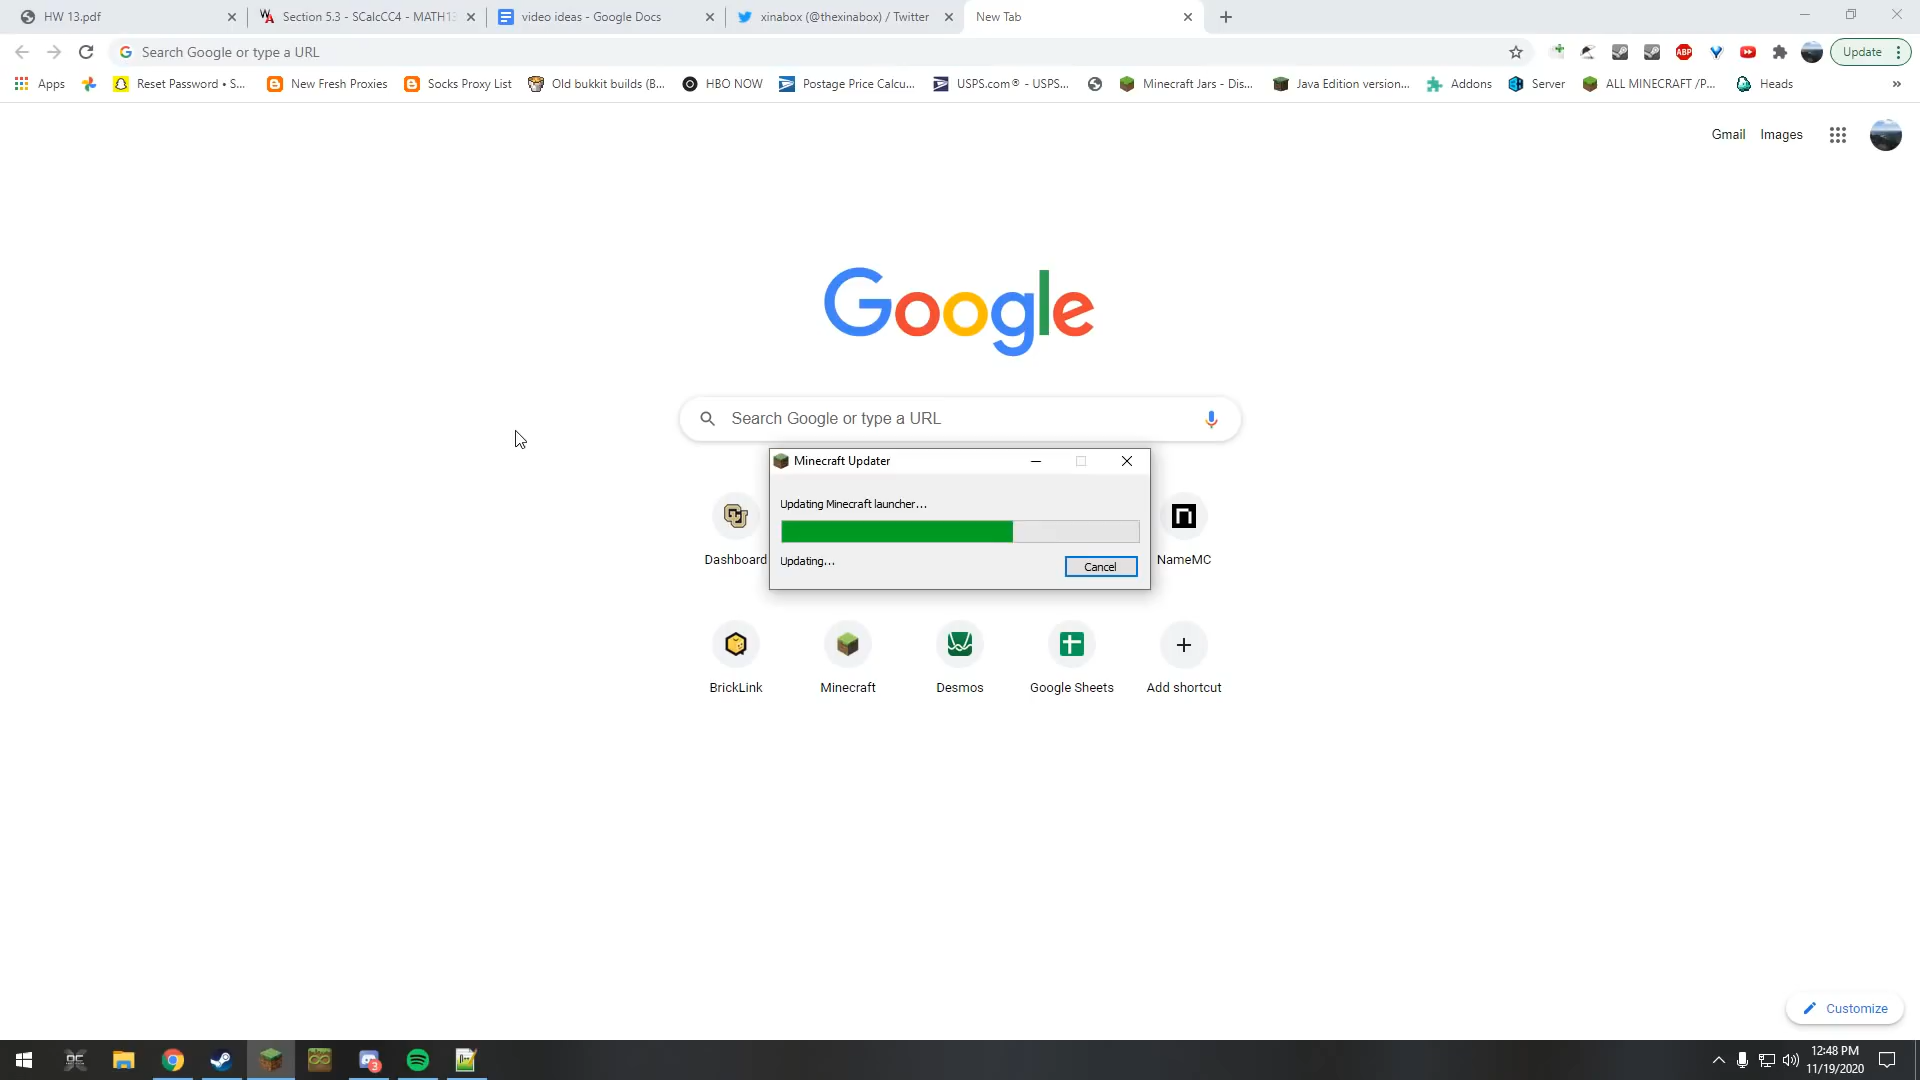 HW 13.pdf
Section 5.3 - SCalcCC4 - MATH13
video ideas - Google Docs
xinabox (@thexinabox) / Twitter
New Tab
Search Google or type a URL
ABP
Update
Apps
Reset Password • S...
New Fresh Proxies
Socks Proxy List
Old bukkit builds (B...
HBO NOW
Postage Price Calcu...
USPS.com® - USPS...
Minecraft Jars - Dis...
Java Edition version...
Addons
Server
ALL MINECRAFT /P...
Heads
»
Gmail
Images
Google
Search Google or type a URL
Minecraft Updater
Updating Minecraft launcher...
Updating...
Cancel
Dashboard
NameMC
BrickLink
Minecraft
Desmos
Google Sheets
Add shortcut
Customize
3
12:48 PM
11/19/2020